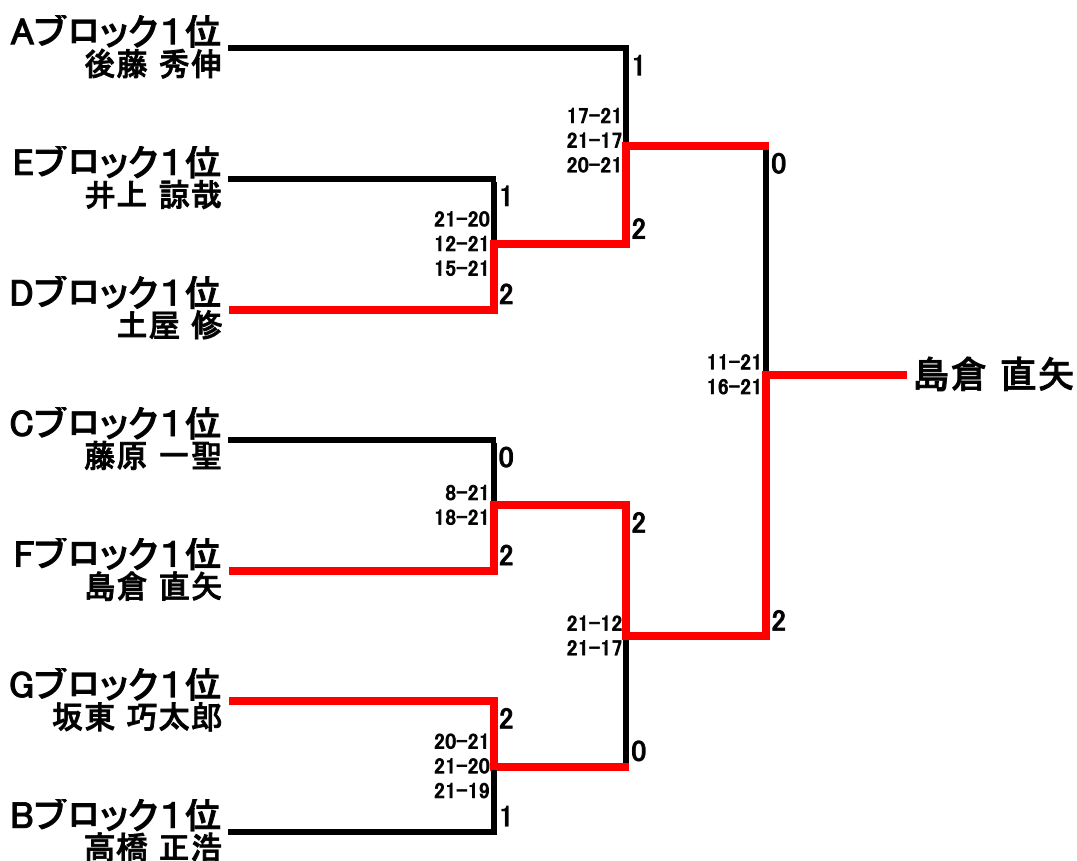 Aブロック1位
後藤 秀伸
1
17-21
21-17
20-21
0
Eブロック1位
井上 諒哉
1
21-20
12-21
15-21
2
Dブロック1位
土屋 修
2
11-21
16-21
島倉 直矢
Cブロック1位
藤原 一聖
0
8-21
18-21
2
Fブロック1位
島倉 直矢
2
21-12
21-17
2
Gブロック1位
坂東 巧太郎
2
20-21
21-20
21-19
0
Bブロック1位
高橋 正浩
1